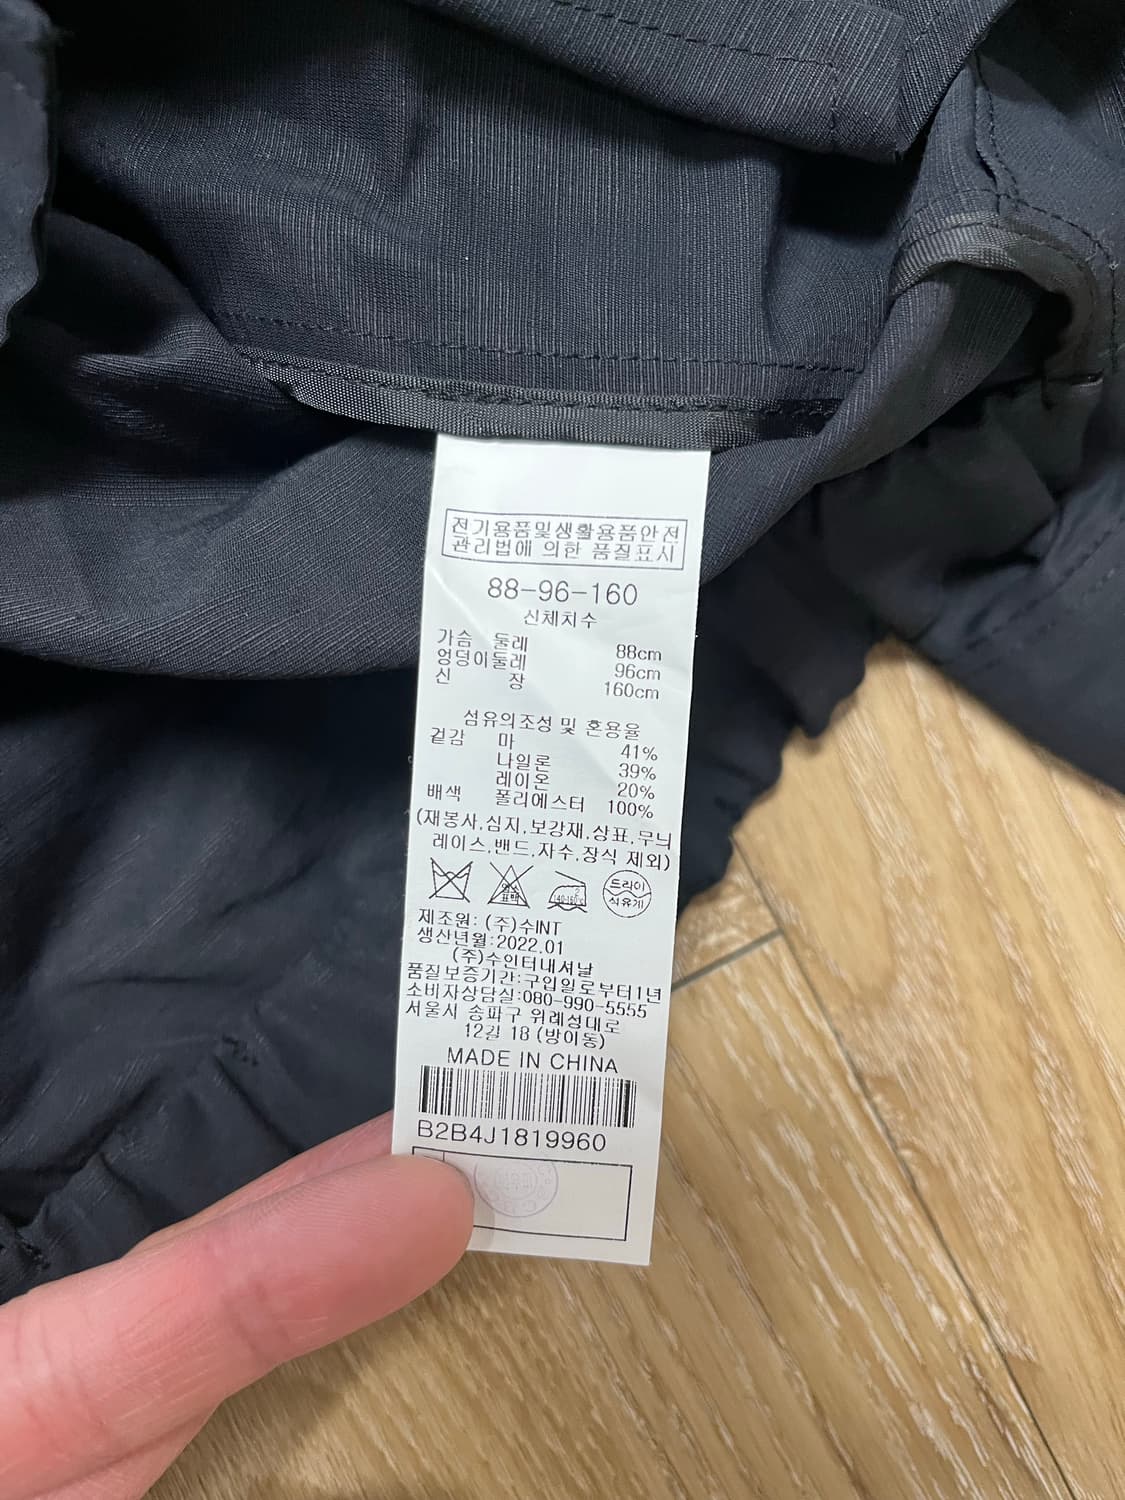 전기용품및생활용품안전
관리법에 의한 품질표시
88-96-160
신체치수
가슴 둘레 88cm
엉덩이둘레 96cm
신 장 160cm
섬유의조성 및 혼용율
겉감 마 41%
나일론 39%
레이온 20%
배색 폴리에스터 100%
(재봉사,심지,보강재,상표,무늬
레이스,밴드,자수,장식 제외)
염소
표백
2
140-160℃
드라이
석유계
제조원: (주)수INT
생산년월:2022.01
(주)수인터내셔날
품질보증기간:구입일로부터1년
소비자상담실:080-990-5555
서울시 송파구 위례성대로
12길 18 (방이동)
MADE IN CHINA
B2B4J1819960